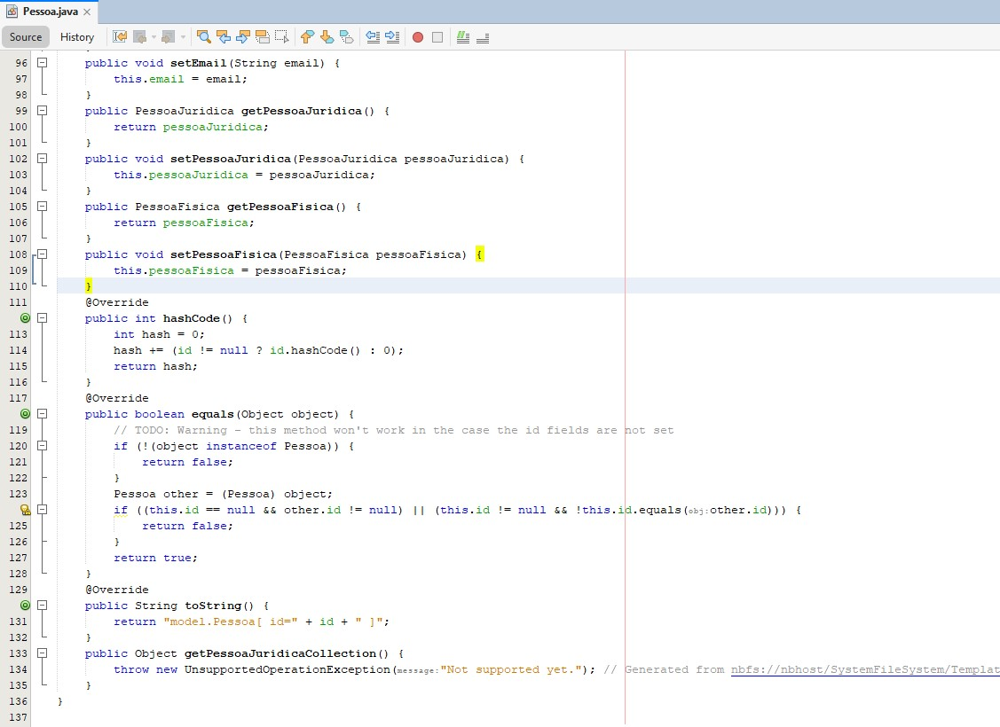 Pessoa.java
Source History
96 public void setEmail(String email) {
97 this.email = email;
98 }
99 public PessoaJuridica getPessoaJuridica() {
100 return pessoaJuridica;
101 }
102 public void setPessoaJuridica(PessoaJuridica pessoaJuridica) {
103 this.pessoaJuridica = pessoaJuridica;
104 }
105 public PessoaFisica getPessoaFisica() {
106 return pessoaFisica;
107 }
108 public void setPessoaFisica(PessoaFisica pessoaFisica) {
109 this.pessoaFisica = pessoaFisica;
110 }
111 @Override
public int hashCode() {
113 int hash = 0;
114 hash += (id != null ? id.hashCode() : 0);
115 return hash;
116 }
117 @Override
public boolean equals(Object object) {
119 // TODO: Warning - this method won't work in the case the id fields are not set
120 if (!(object instanceof Pessoa)) {
121 return false;
122 }
123 Pessoa other = (Pessoa) object;
if ((this.id == null && other.id != null) || (this.id != null && !this.id.equals(obj:other.id))) {
125 return false;
126 }
127 return true;
128 }
129 @Override
public String toString() {
131 return "model.Pessoa[ id=" + id + " ]";
132 }
133 public Object getPessoaJuridicaCollection() {
134 throw new UnsupportedOperationException(message:"Not supported yet."); // Generated from nbfs://nbhost/SystemFileSystem/Templat
135 }
136 }
137